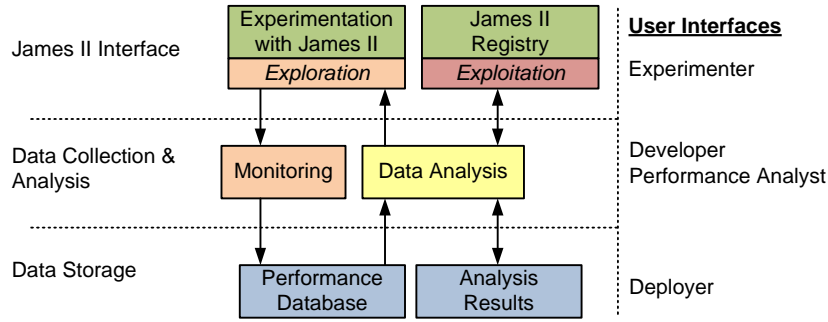 James II Interface
Experimentation
with James II
Exploration
James II
Registry
Exploitation
User Interfaces
Experimenter
Data Collection &
Analysis
Monitoring
Data Analysis
Developer
Performance Analyst
Data Storage
Performance
Database
Analysis
Results
Deployer